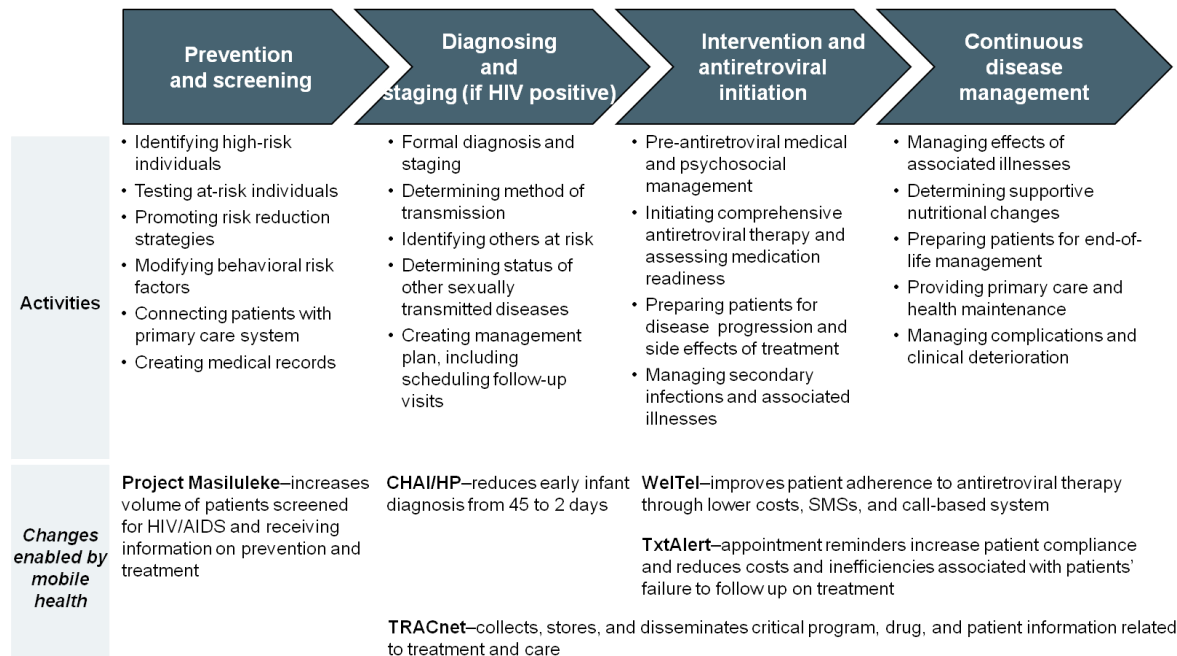 Prevention
and screening
Diagnosing
and
staging (if HIV positive)
Intervention and
antiretroviral
initiation
Continuous
disease
management
Activities
• Identifying high-risk
individuals
• Testing at-risk individuals
• Promoting risk reduction
strategies
• Modifying behavioral risk
factors
• Connecting patients with
primary care system
• Creating medical records
• Formal diagnosis and
staging
• Determining method of
transmission
• Identifying others at risk
• Determining status of
other sexually
transmitted diseases
• Creating management
plan, including
scheduling follow-up
visits
• Pre-antiretroviral medical
and psychosocial
management
• Initiating comprehensive
antiretroviral therapy and
assessing medication
readiness
• Preparing patients for
disease progression and
side effects of treatment
• Managing secondary
infections and associated
illnesses
• Managing effects of
associated illnesses
• Determining supportive
nutritional changes
• Preparing patients for end-of-
life management
• Providing primary care and
health maintenance
• Managing complications and
clinical deterioration
Changes
enabled by
mobile
health
Project Masiluleke–increases
volume of patients screened
for HIV/AIDS and receiving
information on prevention and
treatment
CHAI/HP–reduces early infant
diagnosis from 45 to 2 days
WelTel–improves patient adherence to antiretroviral therapy
through lower costs, SMSs, and call-based system
TxtAlert–appointment reminders increase patient compliance
and reduces costs and inefficiencies associated with patients'
failure to follow up on treatment
TRACnet–collects, stores, and disseminates critical program, drug, and patient information related
to treatment and care